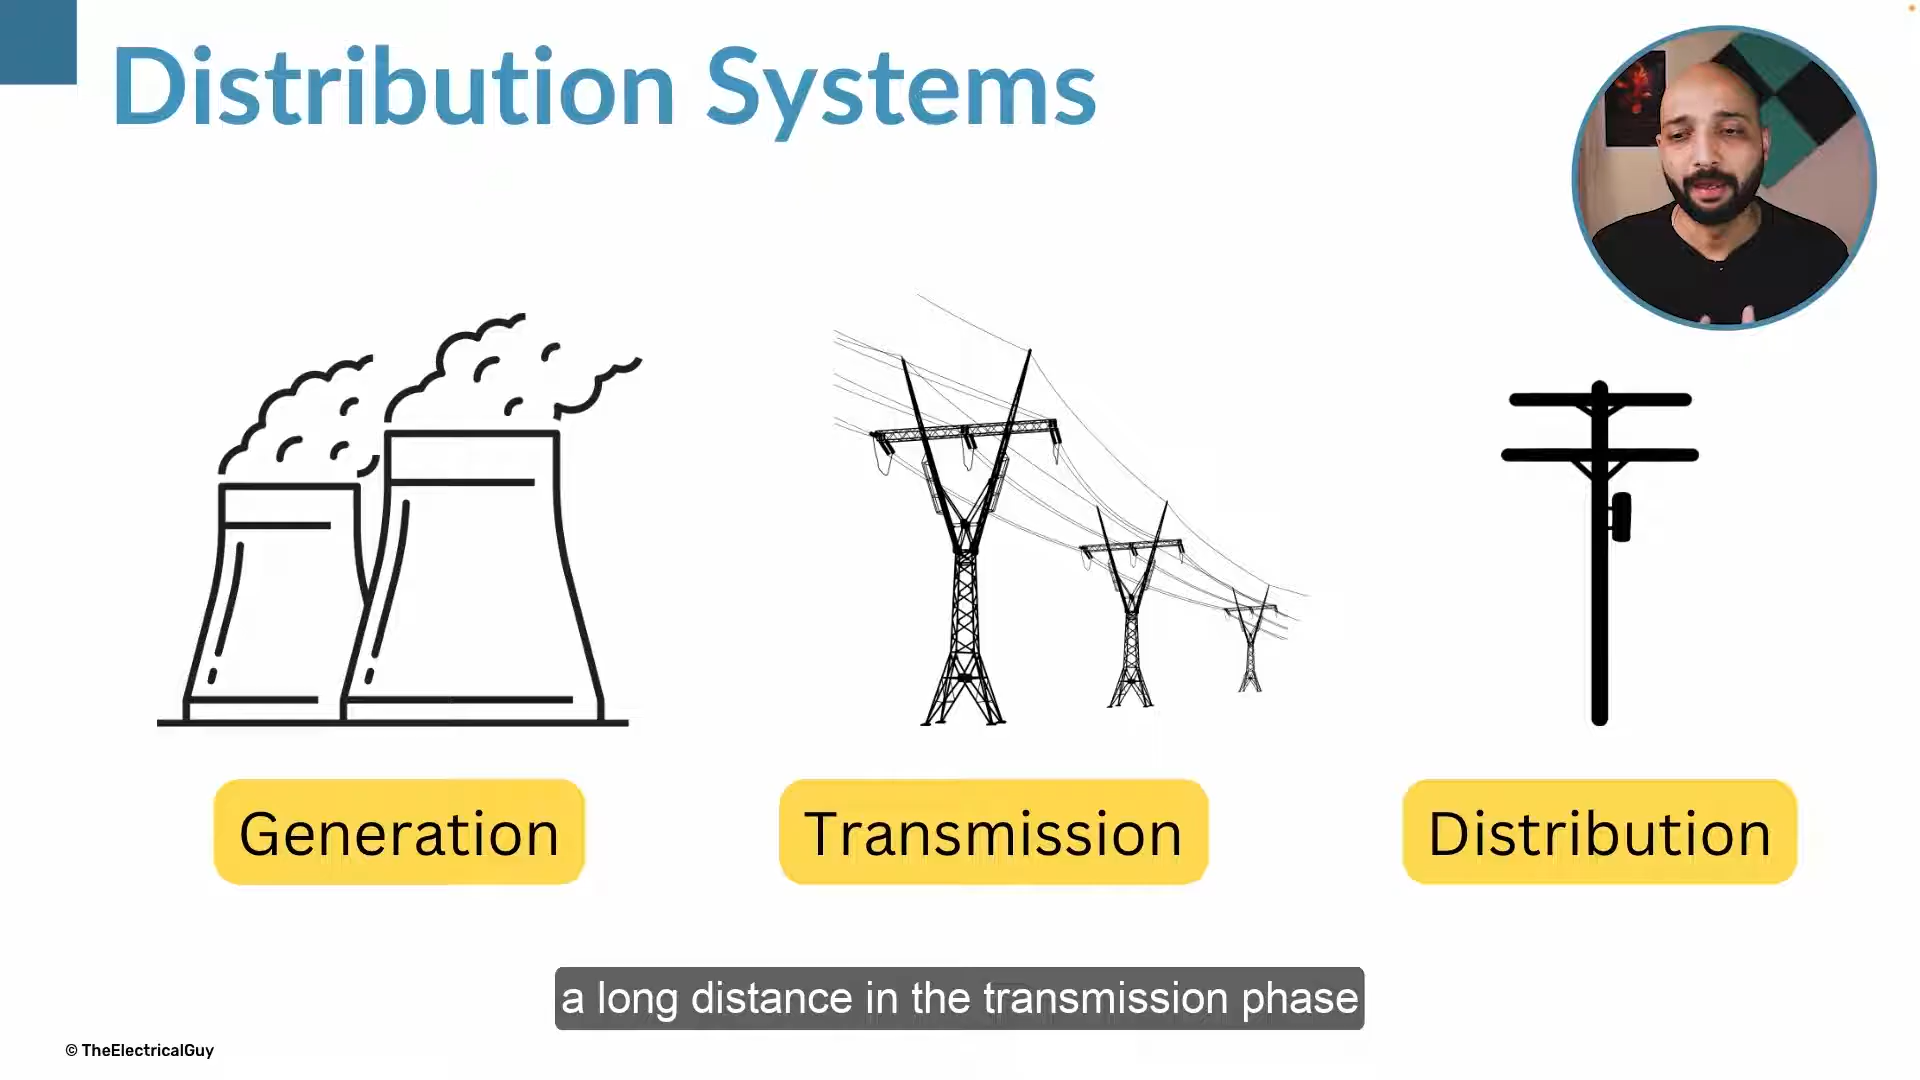 Distribution Systems
Generation
Transmission
Distribution
a long distance in the transmission phase
© TheElectricalGuy